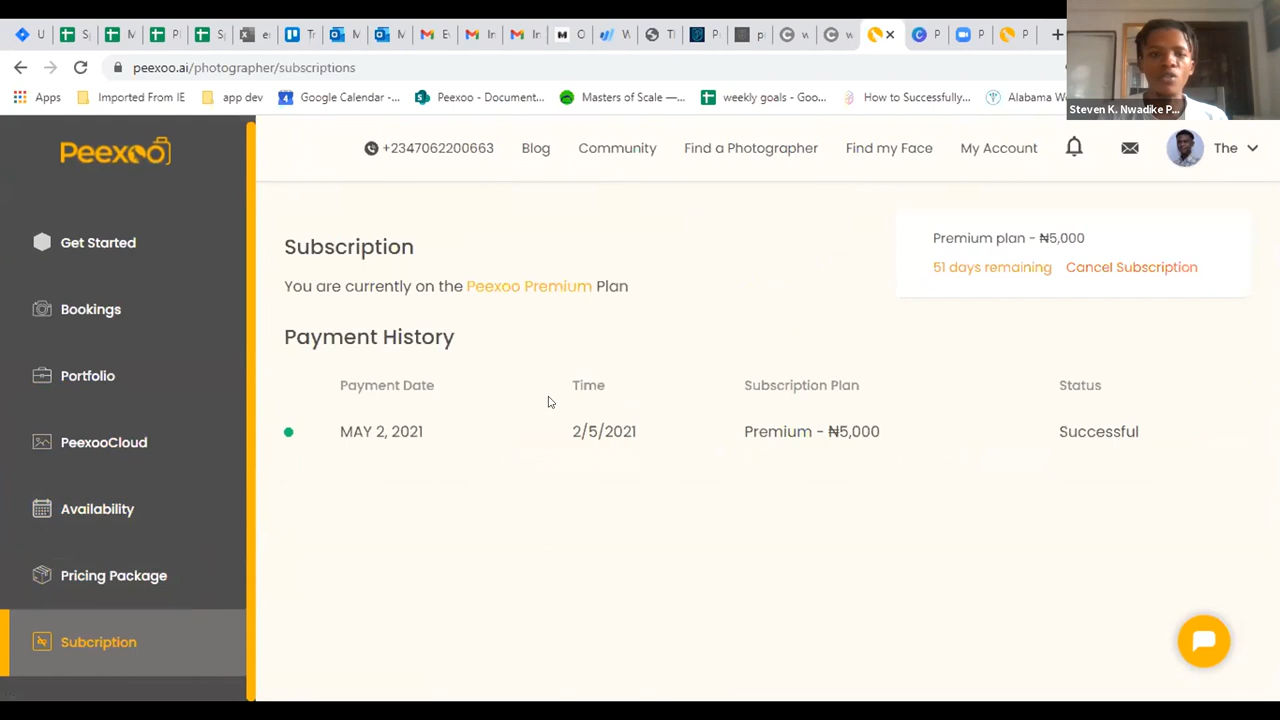 U
S
M
P
S
e
T
M
M
E
In
In
O
W
Tl
P
p
w
w
P
P
peexoo.ai/photographer/subscriptions
Apps
Imported From IE
app dev
Google Calendar -...
Peexoo - Document...
Masters of Scale —...
weekly goals - Goo...
How to Successfully...
Alabama W
Steven K. Nwadike P...
Peexoo
+2347062200663
Blog
Community
Find a Photographer
Find my Face
My Account
The
Get Started
Bookings
Portfolio
PeexooCloud
Availability
Pricing Package
Subcription
Subscription
You are currently on the Peexoo Premium Plan
Premium plan - ₦5,000
51 days remaining Cancel Subscription
Payment History
Payment Date Time Subscription Plan Status
MAY 2, 2021 2/5/2021 Premium - ₦5,000 Successful